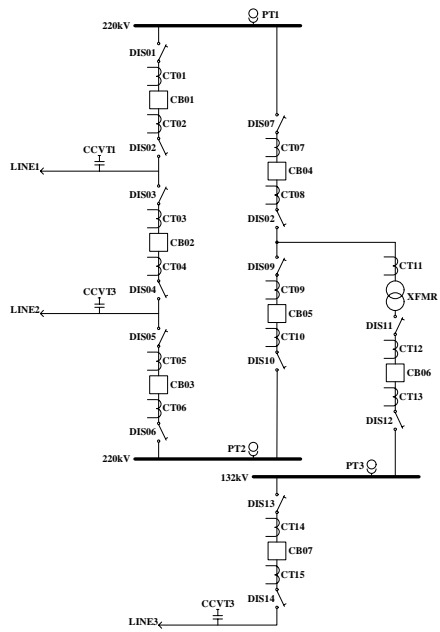 220kV
PT1
DIS01
CT01
CB01
CT02
DIS02
CCVT1
LINE1
DIS03
CT03
CB02
CT04
DIS04
CCVT3
LINE2
DIS05
CT05
CB03
CT06
DIS06
220kV
PT2
DIS07
CT07
CB04
CT08
DIS02
DIS09
CT09
CB05
CT10
DIS10
CT11
XFMR
DIS11
CT12
CB06
CT13
DIS12
132kV
PT3
DIS13
CT14
CB07
CT15
DIS14
CCVT3
LINE3